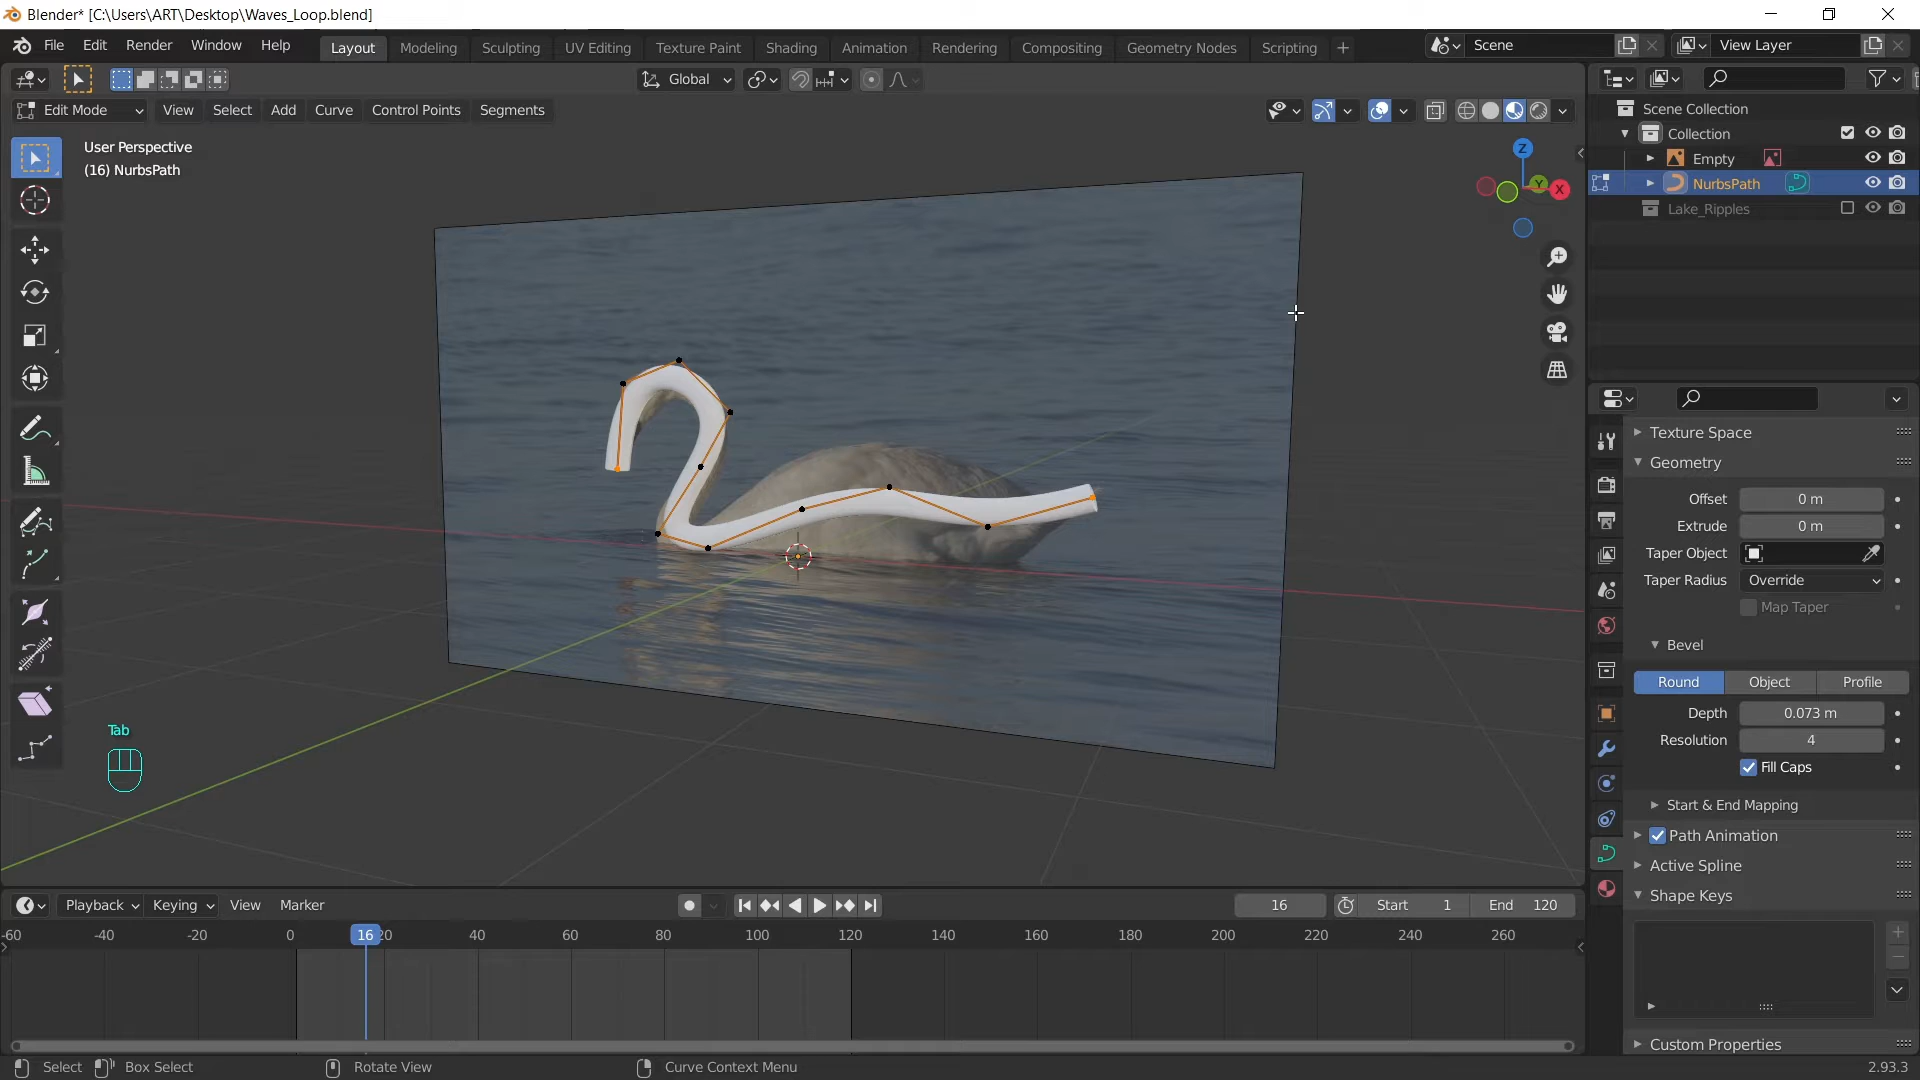 Blender* [C:\Users\ART\Desktop\Waves_Loop.blend]
File Edit Render Window Help Layout Modeling Sculpting UV Editing Texture Paint Shading Animation Rendering Compositing Geometry Nodes Scripting + Scene View Layer
Global
Edit Mode View Select Add Curve Control Points Segments
Scene Collection
Collection
Empty
NurbsPath
Lake_Ripples
User Perspective
(16) NurbsPath
Z
Y
X
Texture Space
Geometry
Offset 0 m
Extrude 0 m
Taper Object
Taper Radius Override
Map Taper
Bevel
Round Object Profile
Depth 0.073 m
Resolution 4
Fill Caps
Start & End Mapping
Path Animation
Active Spline
Shape Keys
Custom Properties
Tab
Playback Keying View Marker 16 Start 1 End 120
-60 -40 -20 0 16 20 40 60 80 100 120 140 160 180 200 220 240 260
Select Box Select Rotate View Curve Context Menu 2.93.3